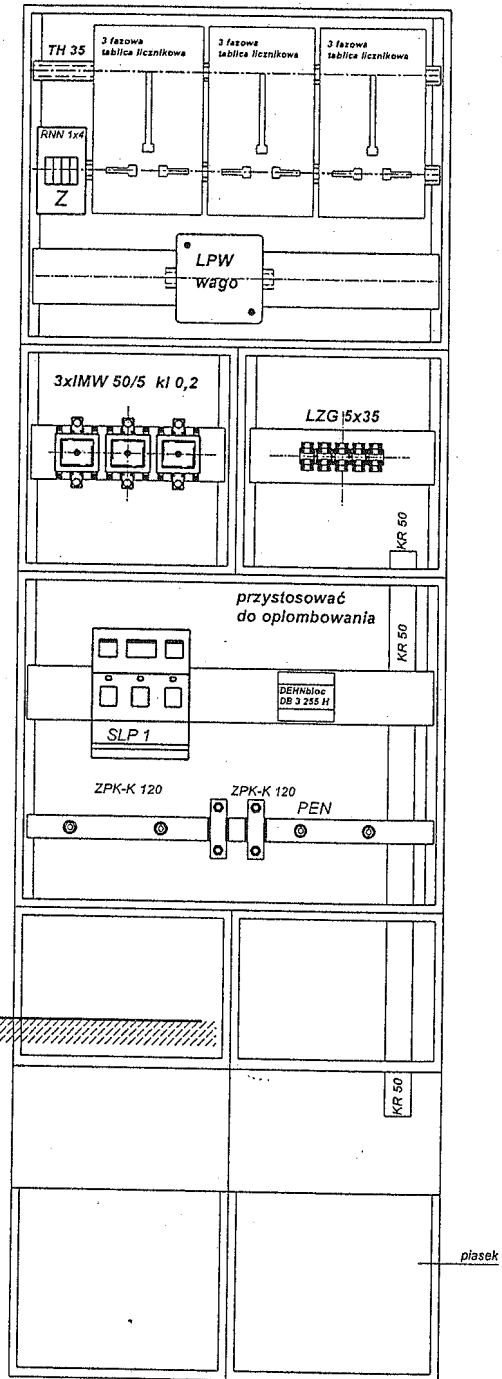 TH 35
3 fazowa
tablica licznikowa
3 fazowa
tablica licznikowa
3 fazowa
tablica licznikowa
RNN 1x4
Z
LPW
wago
3xIMW 50/5 kl 0,2
LZG 5x35
KR 50
przystosować
do oplombowania
KR 50
DEHNbloc
DB 3 255 H
SLP 1
ZPK-K 120
ZPK-K 120
PEN
KR 50
piasek